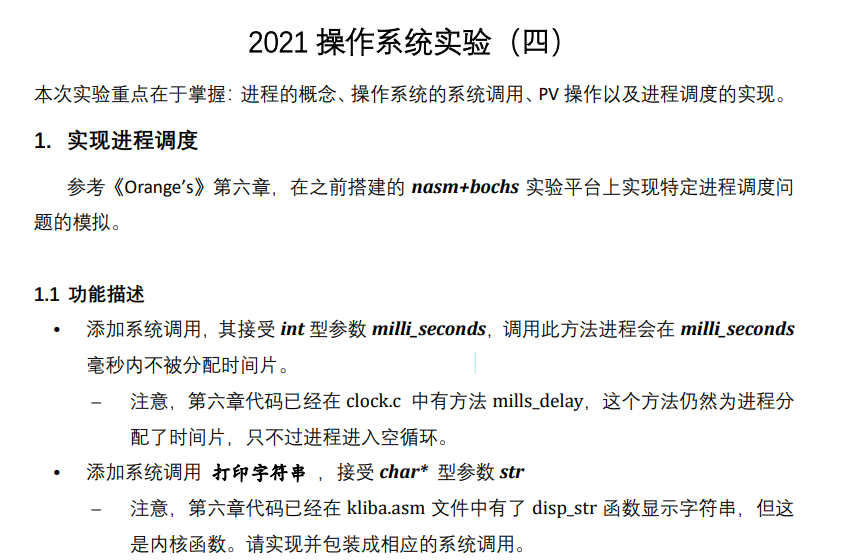 2021 操作系统实验（四）
本次实验重点在于掌握：进程的概念、操作系统的系统调用、PV 操作以及进程调度的实现。
1. 实现进程调度
参考《Orange’s》第六章，在之前搭建的 nasm+bochs 实验平台上实现特定进程调度问
题的模拟。
1.1 功能描述
• 添加系统调用，其接受 int 型参数 milli_seconds，调用此方法进程会在 milli_seconds
毫秒内不被分配时间片。
– 注意，第六章代码已经在 clock.c 中有方法 mills_delay，这个方法仍然为进程分
配了时间片，只不过进程进入空循环。
• 添加系统调用 打印字符串 ，接受 char* 型参数 str
– 注意，第六章代码已经在 kliba.asm 文件中有了 disp_str 函数显示字符串，但这
是内核函数。请实现并包装成相应的系统调用。